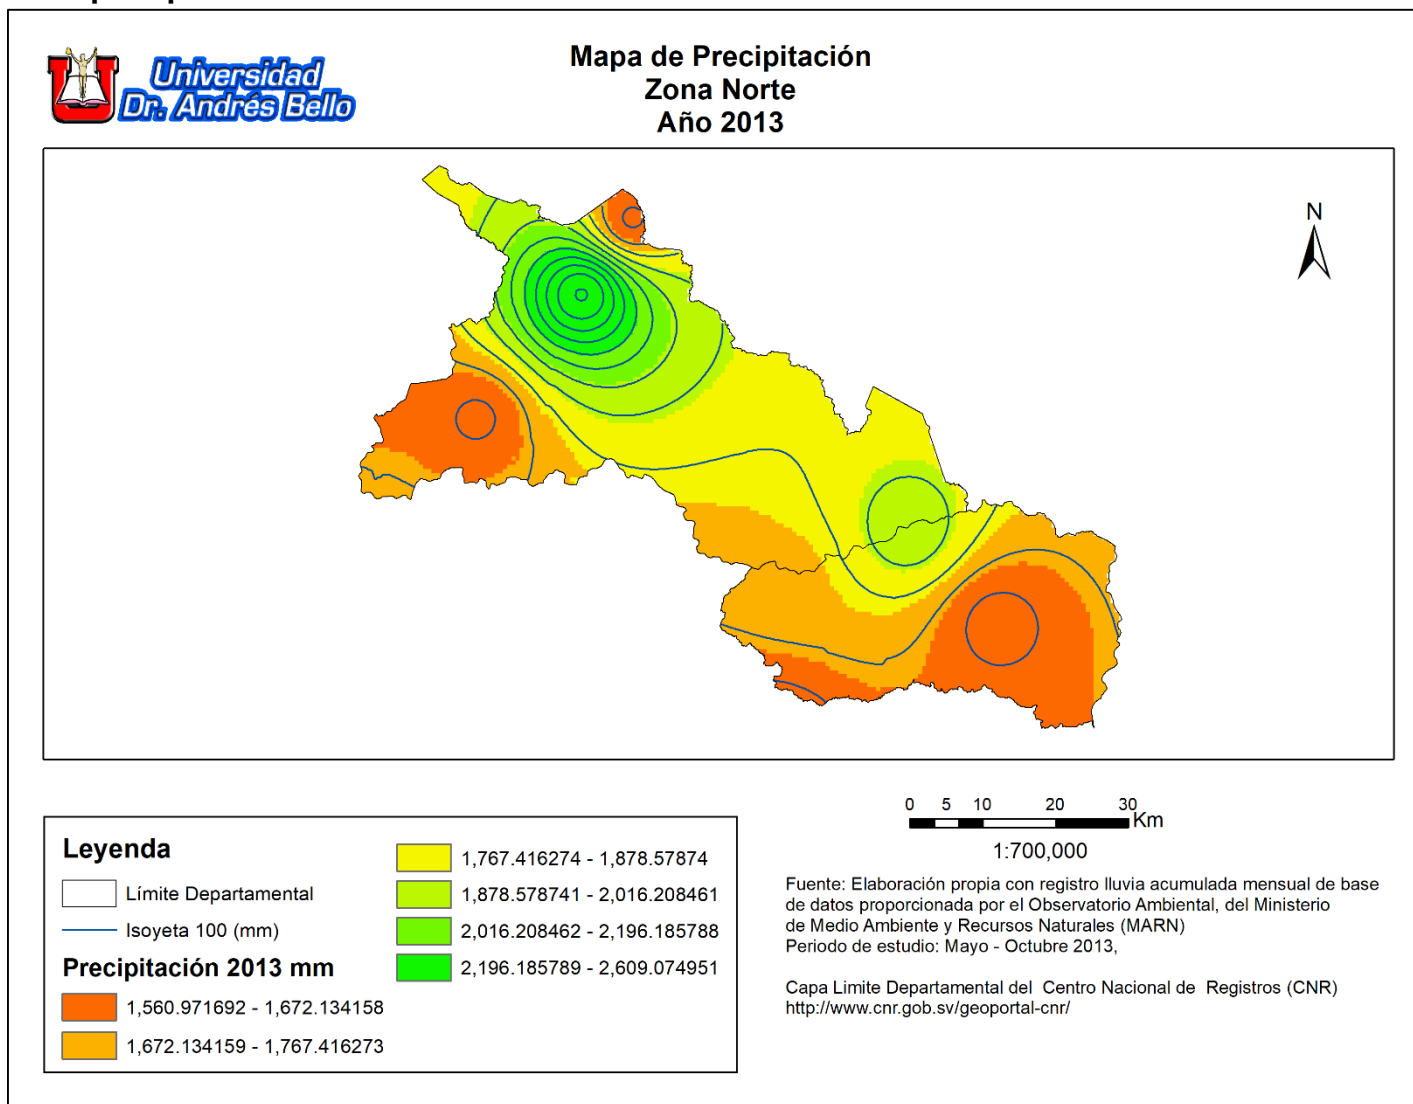 Universidad
Dr. Andrés Bello
Mapa de Precipitación
Zona Norte
Año 2013
N
0 5 10 20 30
Km
1:700,000
Leyenda
Límite Departamental
Isoyeta 100 (mm)
Precipitación 2013 mm
1,560.971692 - 1,672.134158
1,672.134159 - 1,767.416273
1,767.416274 - 1,878.57874
1,878.578741 - 2,016.208461
2,016.208462 - 2,196.185788
2,196.185789 - 2,609.074951
Fuente: Elaboración propia con registro lluvia acumulada mensual de base
de datos proporcionada por el Observatorio Ambiental, del Ministerio
de Medio Ambiente y Recursos Naturales (MARN)
Periodo de estudio: Mayo - Octubre 2013,
Capa Limite Departamental del Centro Nacional de Registros (CNR)
http://www.cnr.gob.sv/geoportal-cnr/